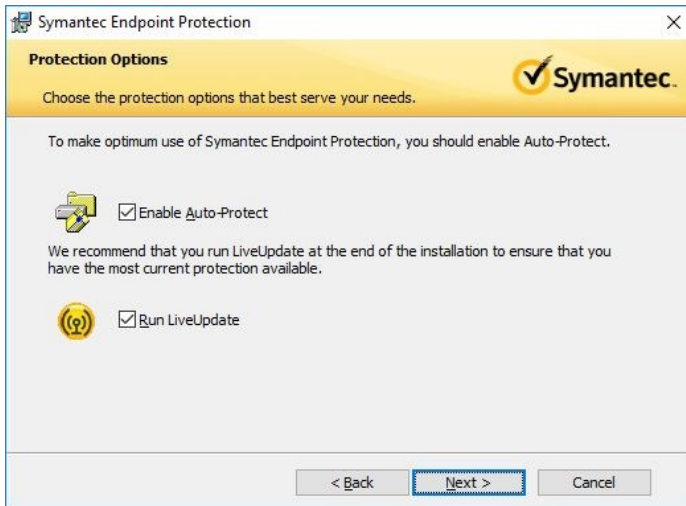 Symantec Endpoint Protection
Protection Options
Choose the protection options that best serve your needs.
Symantec.
To make optimum use of Symantec Endpoint Protection, you should enable Auto-Protect.
Enable Auto-Protect
We recommend that you run LiveUpdate at the end of the installation to ensure that you
have the most current protection available.
Run LiveUpdate
< Back
Next >
Cancel